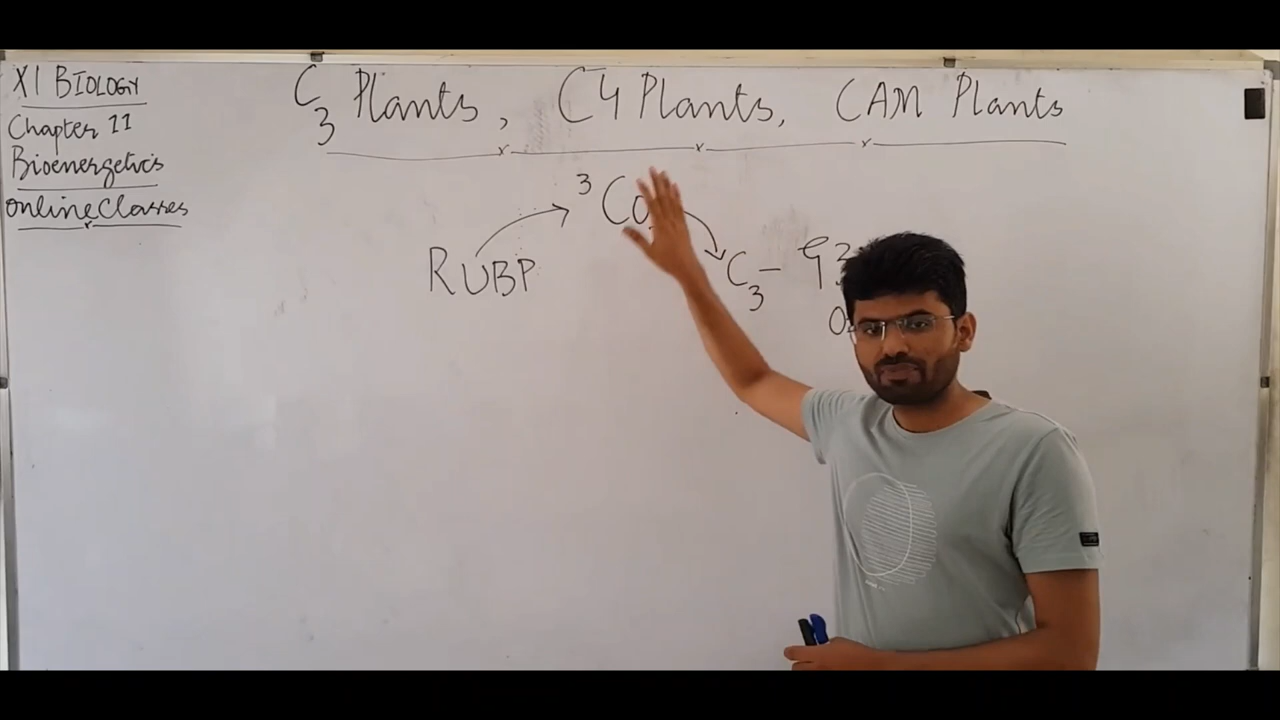 XI BIOLOGY
Chapter 11
Bioenergetics
Online Classes
C3 Plants, C4 Plants, CAM Plants
3 Co
RUBP
C3 -